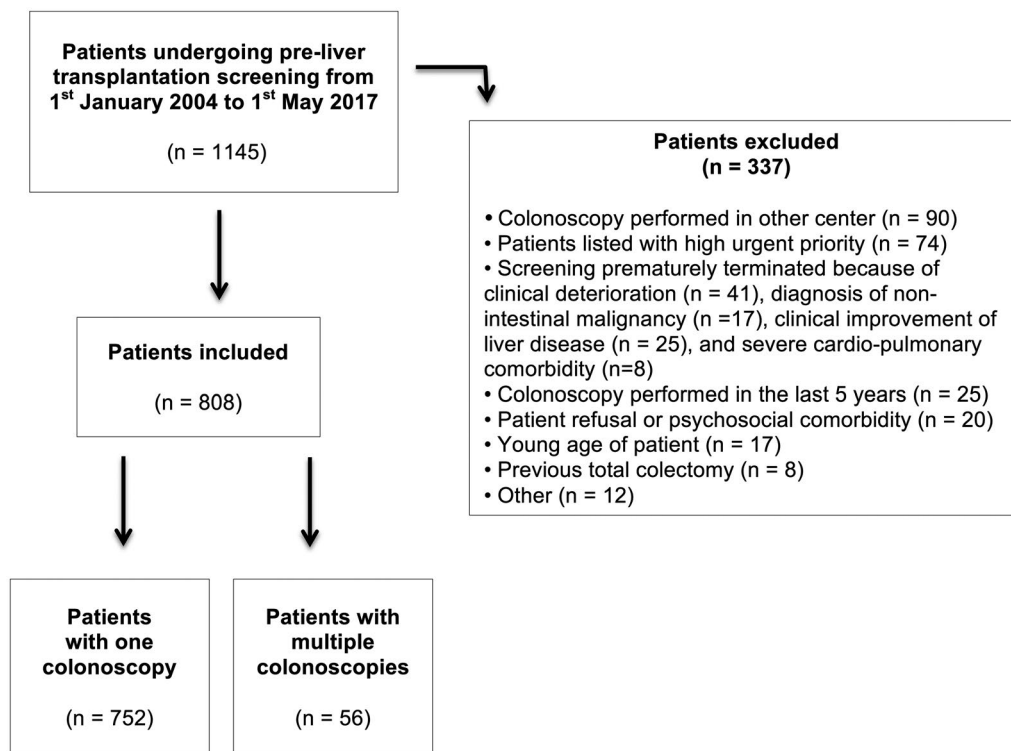 Patients undergoing pre-liver
transplantation screening from
1st January 2004 to 1st May 2017
(n = 1145)
Patients excluded
(n = 337)
• Colonoscopy performed in other center (n = 90)
• Patients listed with high urgent priority (n = 74)
• Screening prematurely terminated because of
clinical deterioration (n = 41), diagnosis of non-
intestinal malignancy (n =17), clinical improvement of
liver disease (n = 25), and severe cardio-pulmonary
comorbidity (n=8)
• Colonoscopy performed in the last 5 years (n = 25)
• Patient refusal or psychosocial comorbidity (n = 20)
• Young age of patient (n = 17)
• Previous total colectomy (n = 8)
• Other (n = 12)
Patients included
(n = 808)
Patients
with one
colonoscopy
(n = 752)
Patients with
multiple
colonoscopies
(n = 56)